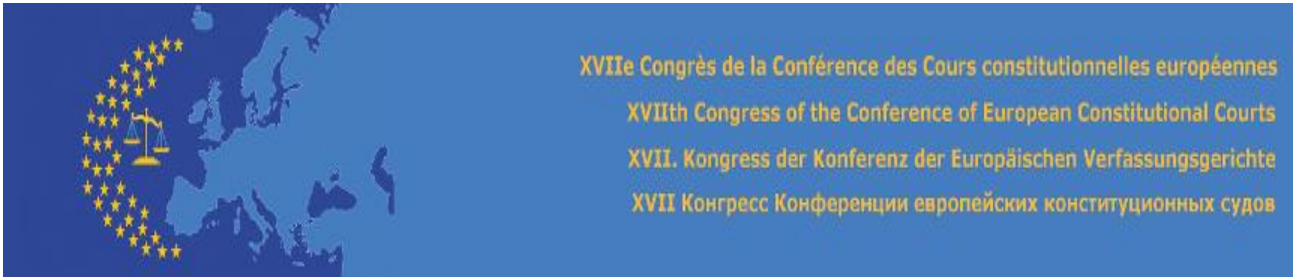 XVIIe Congrès de la Conférence des Cours constitutionnelles européennes
XVIIth Congress of the Conference of European Constitutional Courts
XVII. Kongress der Konferenz der Europäischen Verfassungsgerichte
XVII Конгресс Конференции европейских конституционных судов